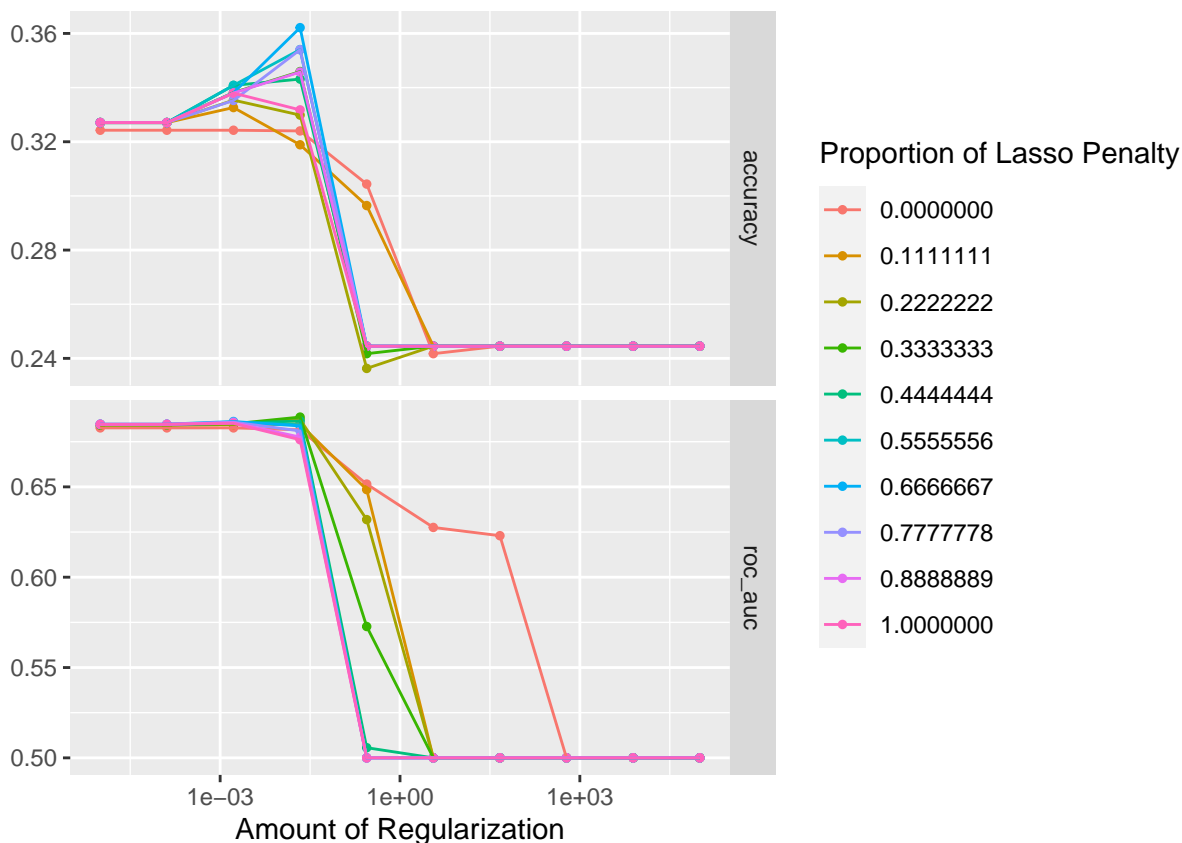 0.36
0.32
0.28
0.24
accuracy
0.65
0.60
0.55
0.50
roc_auc
1e−03
1e+00
1e+03
Amount of Regularization
Proportion of Lasso Penalty
0.0000000
0.1111111
0.2222222
0.3333333
0.4444444
0.5555556
0.6666667
0.7777778
0.8888889
1.0000000